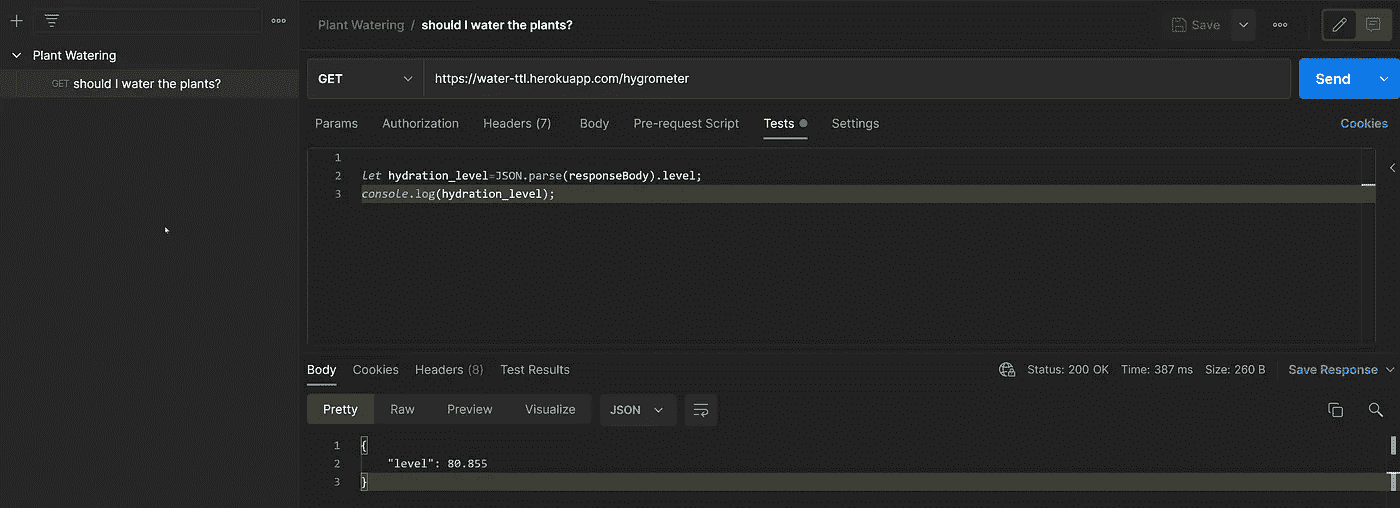 Plant Watering / should I water the plants?
Save
Plant Watering
GET should I water the plants?
GET https://water-ttl.herokuapp.com/hygrometer Send
Params Authorization Headers (7) Body Pre-request Script Tests Settings Cookies
1
2 let hydration_level=JSON.parse(responseBody).level;
3 console.log(hydration_level);
Body Cookies Headers (8) Test Results Status: 200 OK Time: 387 ms Size: 260 B Save Response
Pretty Raw Preview Visualize JSON
1 {
2 "level": 80.855
3 }